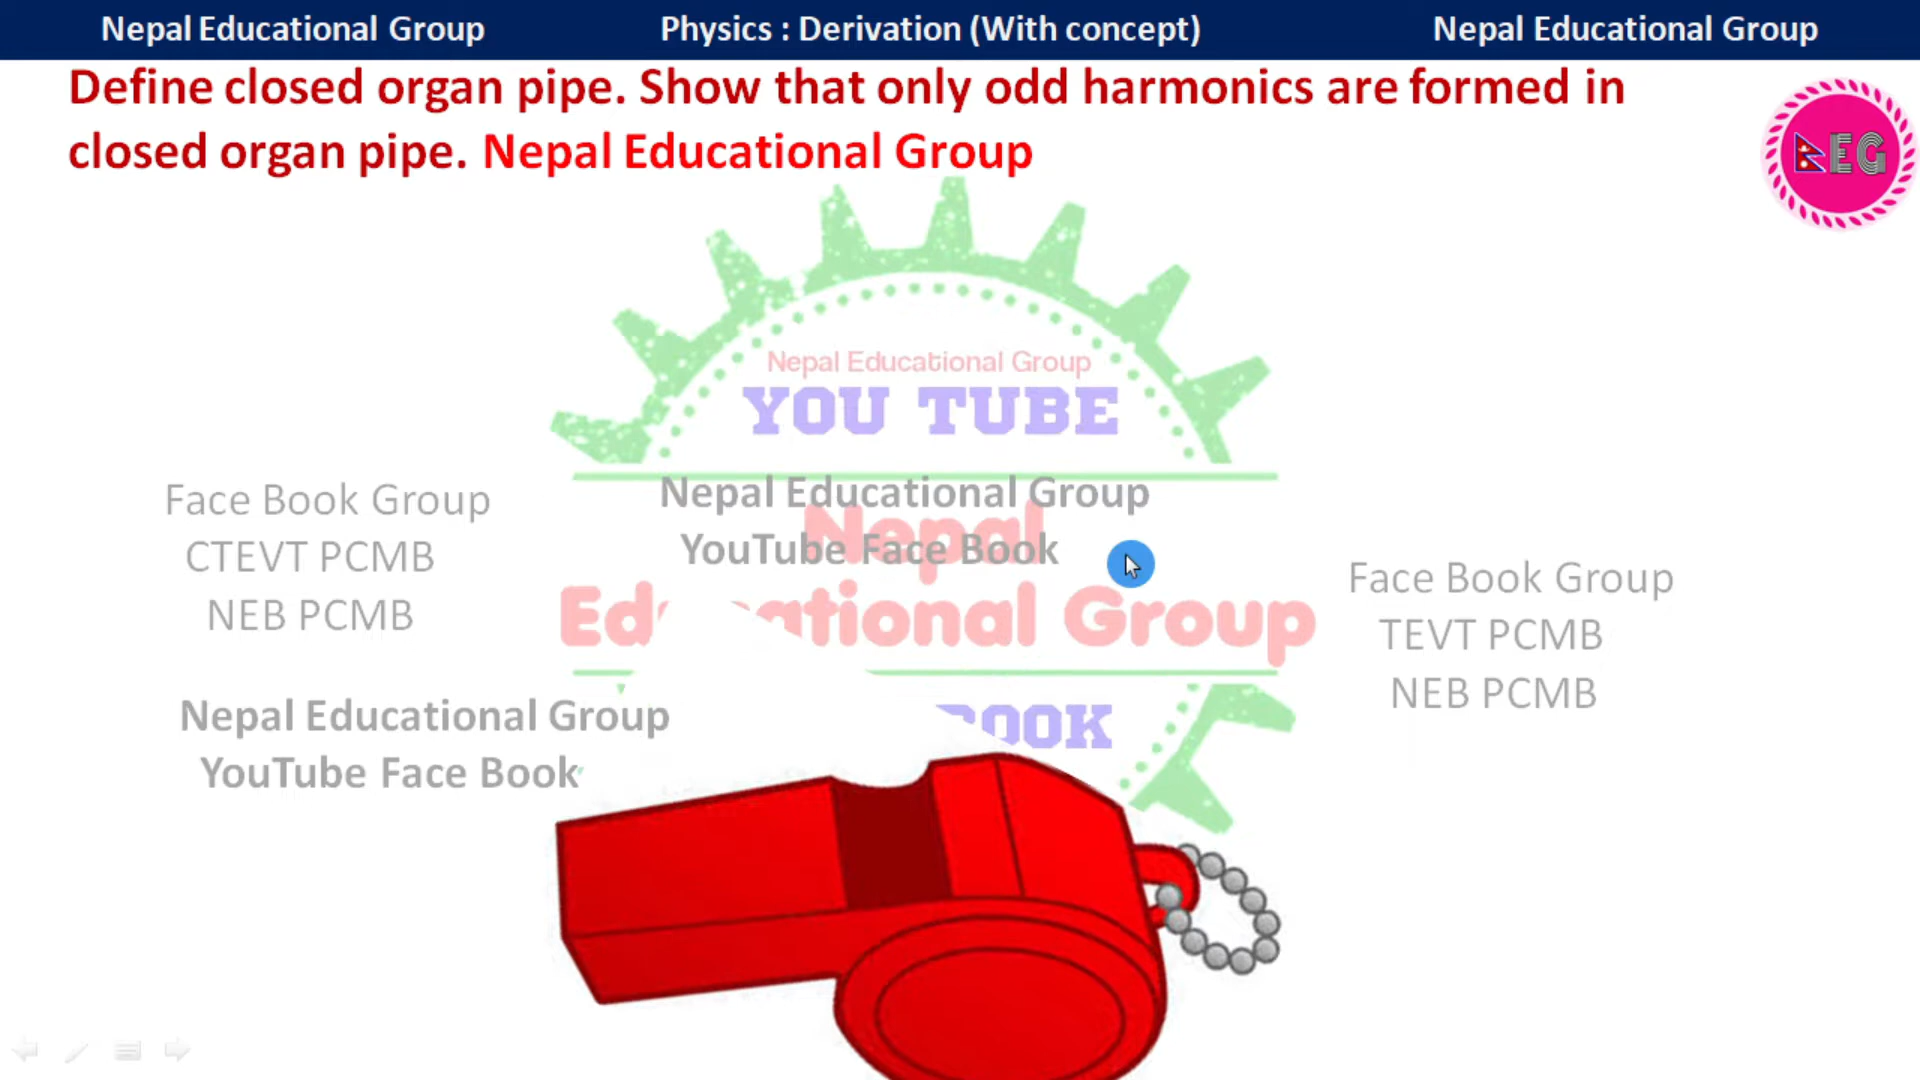 Nepal Educational Group
Physics : Derivation (With concept)
Nepal Educational Group
Define closed organ pipe. Show that only odd harmonics are formed in
closed organ pipe. Nepal Educational Group
EG
Nepal Educational Group
YOU TUBE
Nepal Educational Group
YouTube Face Book
Nepal
Educational Group
Face Book Group
CTEVT PCMB
NEB PCMB
Face Book Group
TEVT PCMB
NEB PCMB
Nepal Educational Group
YouTube Face Book